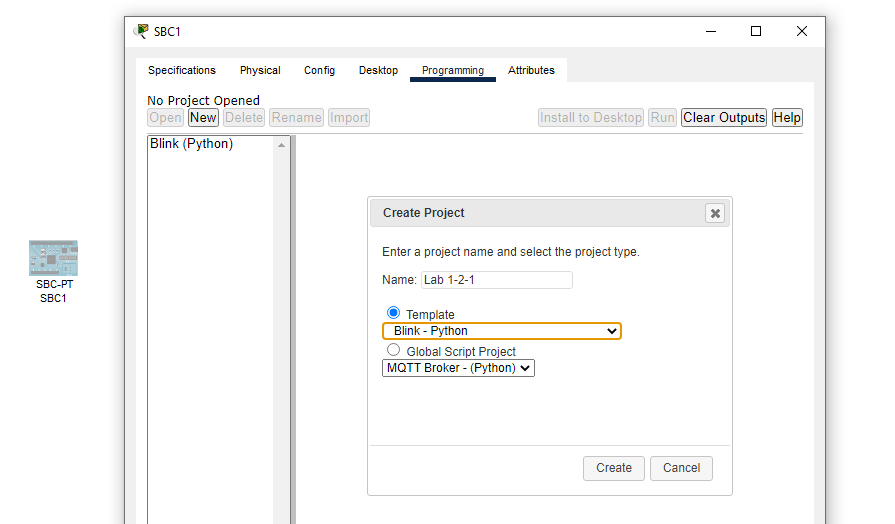 SBC1
Specifications Physical Config Desktop Programming Attributes
No Project Opened
Open New Delete Rename Import Install to Desktop Run Clear Outputs Help
Blink (Python)
Create Project
Enter a project name and select the project type.
Name: Lab 1-2-1
Template
Blink - Python
Global Script Project
MQTT Broker - (Python)
Create Cancel
SBC-PT
SBC1